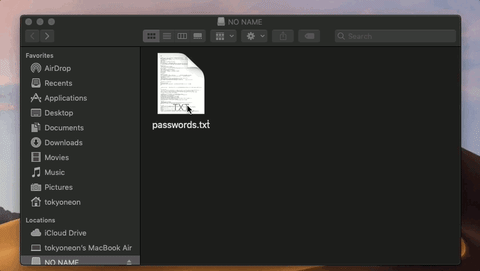 NO NAME
Search
Favorites
AirDrop
Recents
Applications
Desktop
Documents
Downloads
Movies
Music
Pictures
tokyoneon
Locations
iCloud Drive
tokyoneon's MacBook Air
NO NAME
TXT
passwords.txt